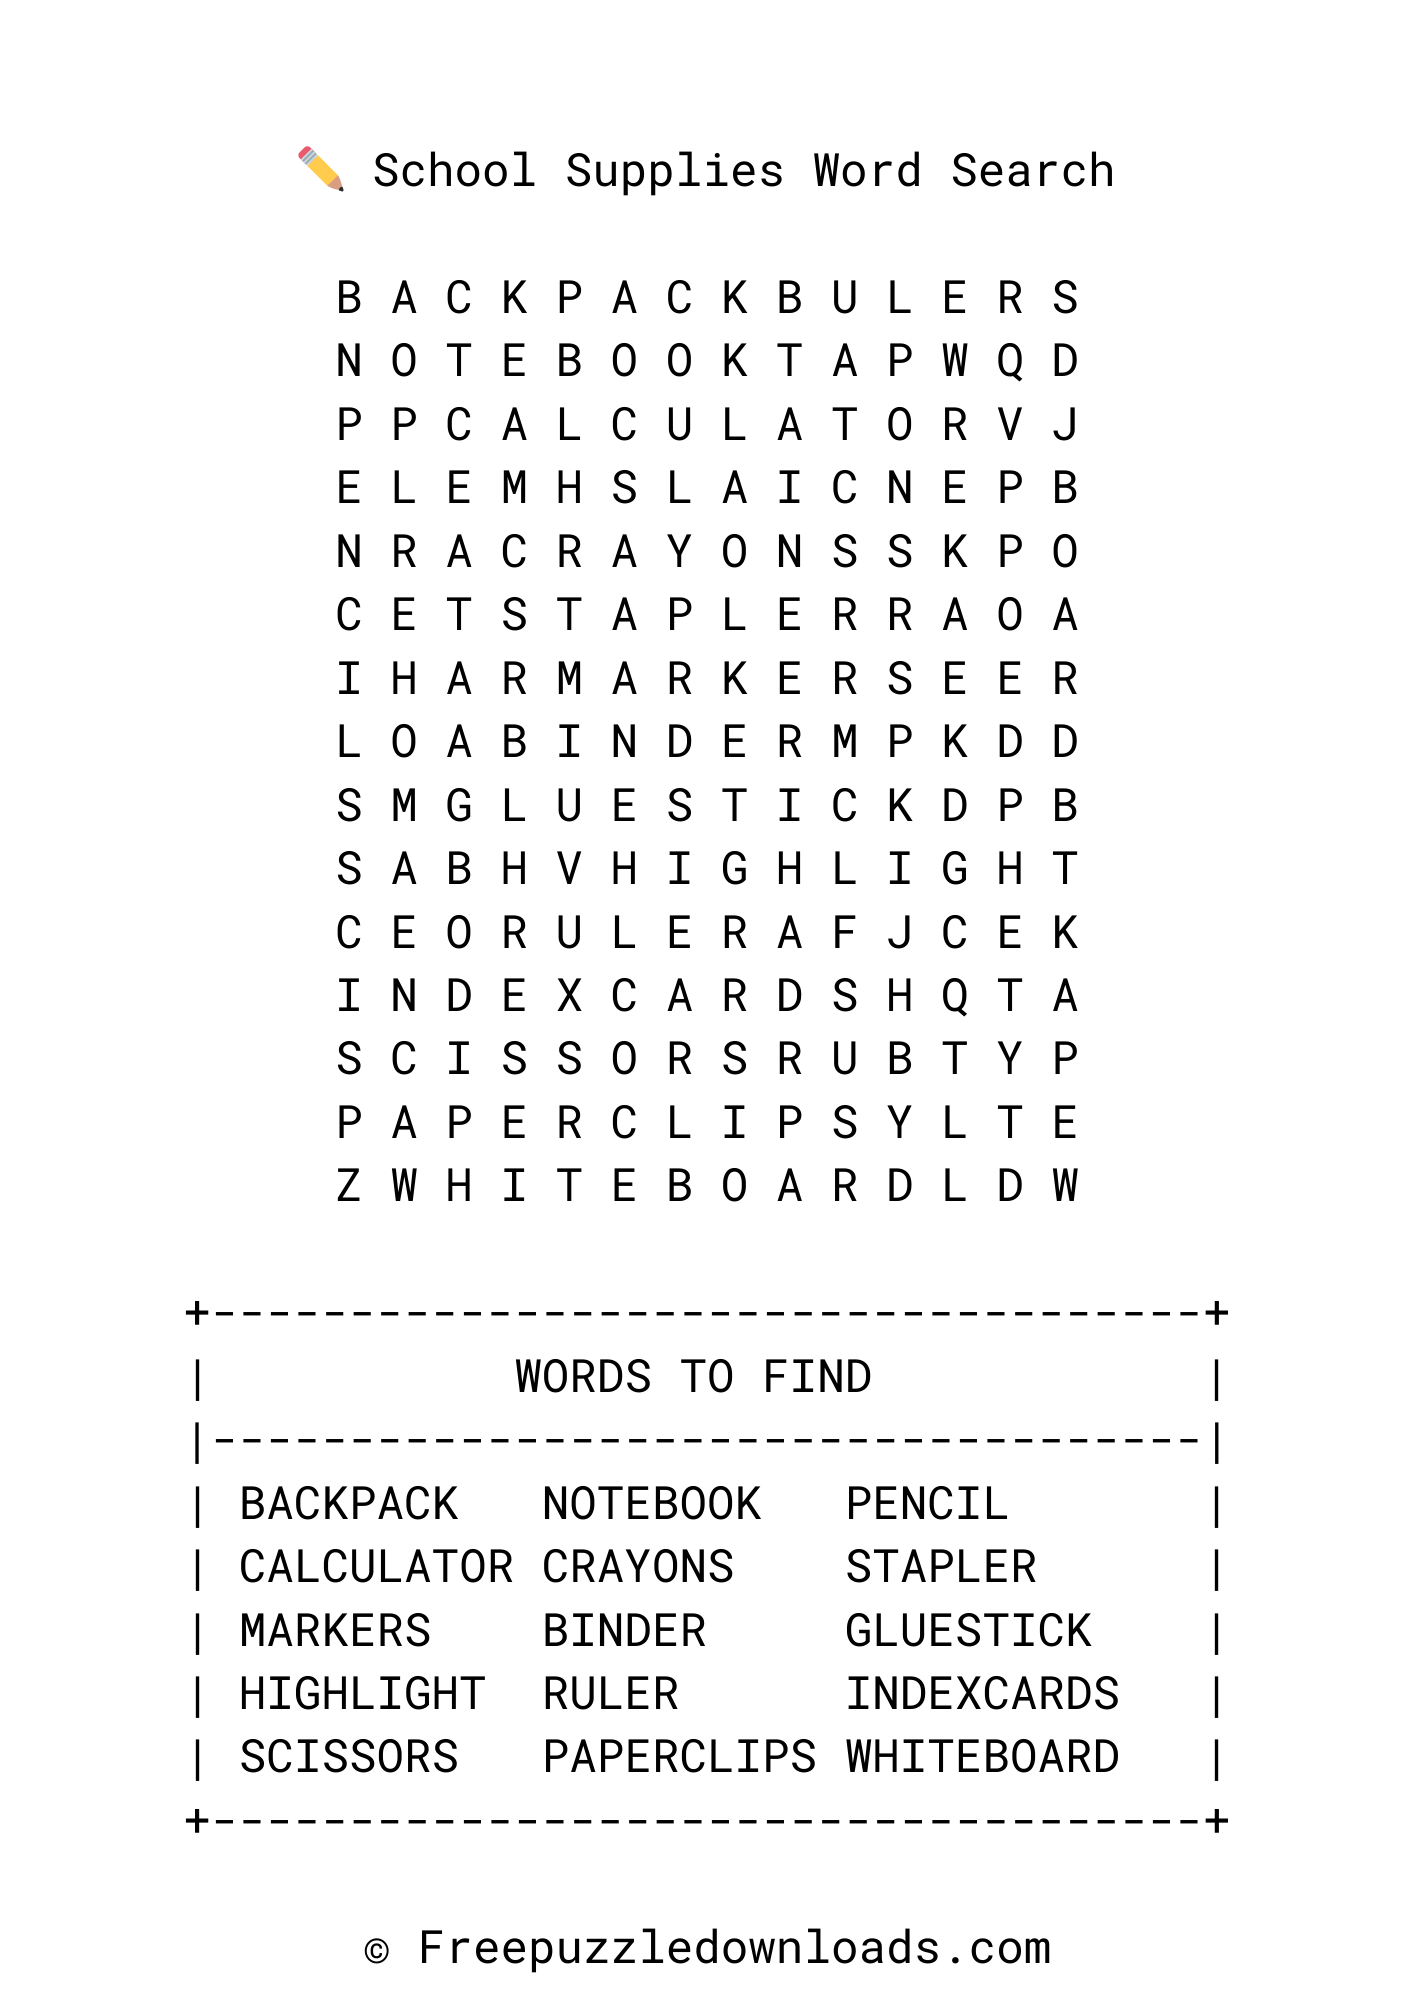 ✏️ School Supplies Word Search
B A C K P A C K B U L E R S
N O T E B O O K T A P W Q D
P P C A L C U L A T O R V J
E L E M H S L A I C N E P B
N R A C R A Y O N S S K P O
C E T S T A P L E R R A O A
I H A R M A R K E R S E E R
L O A B I N D E R M P K D D
S M G L U E S T I C K D P B
S A B H V H I G H L I G H T
C E O R U L E R A F J C E K
I N D E X C A R D S H Q T A
S C I S S O R S R U B T Y P
P A P E R C L I P S Y L T E
Z W H I T E B O A R D L D W
+------------------------------------+
| WORDS TO FIND |
|------------------------------------|
| BACKPACK NOTEBOOK PENCIL |
| CALCULATOR CRAYONS STAPLER |
| MARKERS BINDER GLUESTICK |
| HIGHLIGHT RULER INDEXCARDS |
| SCISSORS PAPERCLIPS WHITEBOARD |
+------------------------------------+
© Freepuzzledownloads.com